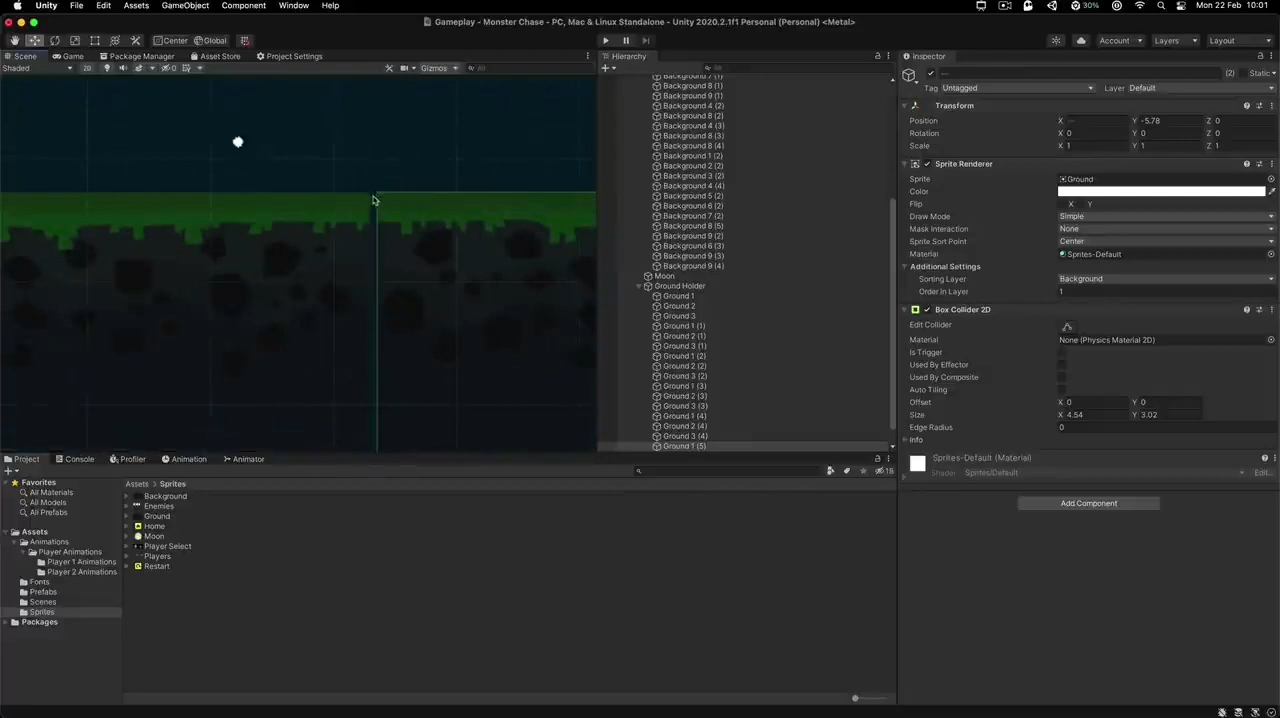 Unity File Edit Assets GameObject Component Window Help 30% Mon 22 Feb 10:01
Gameplay - Monster Chase - PC, Mac & Linux Standalone - Unity 2020.2.1f1 Personal (Personal) <Metal>
Center Global Account Layers Layout
Scene Game Package Manager Asset Store Project Settings
Shaded 2D 0 Gizmos All
Hierarchy
All
Background 7 (1)
Background 8 (1)
Background 9 (1)
Background 4 (2)
Background 8 (2)
Background 4 (3)
Background 8 (3)
Background 8 (4)
Background 1 (2)
Background 2 (2)
Background 3 (2)
Background 4 (4)
Background 5 (2)
Background 6 (2)
Background 7 (2)
Background 8 (5)
Background 9 (2)
Background 6 (3)
Background 9 (3)
Background 9 (4)
Moon
Ground Holder
Ground 1
Ground 2
Ground 3
Ground 1 (1)
Ground 2 (1)
Ground 3 (1)
Ground 1 (2)
Ground 2 (2)
Ground 3 (2)
Ground 1 (3)
Ground 2 (3)
Ground 3 (3)
Ground 1 (4)
Ground 2 (4)
Ground 3 (4)
Ground 1 (5)
Inspector
— (2) Static
Tag Untagged Layer Default
Transform
Position X — Y -5.78 Z 0
Rotation X 0 Y 0 Z 0
Scale X 1 Y 1 Z 1
Sprite Renderer
Sprite Ground
Color
Flip X Y
Draw Mode Simple
Mask Interaction None
Sprite Sort Point Center
Material Sprites-Default
Additional Settings
Sorting Layer Background
Order in Layer 1
Box Collider 2D
Edit Collider
Material None (Physics Material 2D)
Is Trigger
Used By Effector
Used By Composite
Auto Tiling
Offset X 0 Y 0
Size X 4.54 Y 3.02
Edge Radius 0
Info
Sprites-Default (Material)
Shader Sprites/Default Edit...
Add Component
Project Console Profiler Animation Animator
Favorites
All Materials
All Models
All Prefabs
Assets
Animations
Player Animations
Player 1 Animations
Player 2 Animations
Fonts
Prefabs
Scenes
Sprites
Packages
Assets > Sprites
Background
Enemies
Ground
Home
Moon
Player Select
Players
Restart